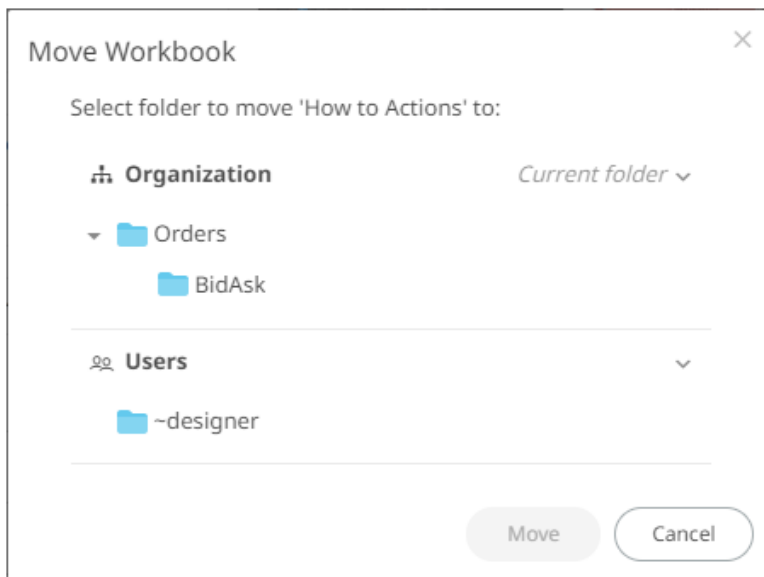 Move Workbook
Select folder to move 'How to Actions' to:
Organization Current folder
Orders
BidAsk
Users
~designer
Move Cancel